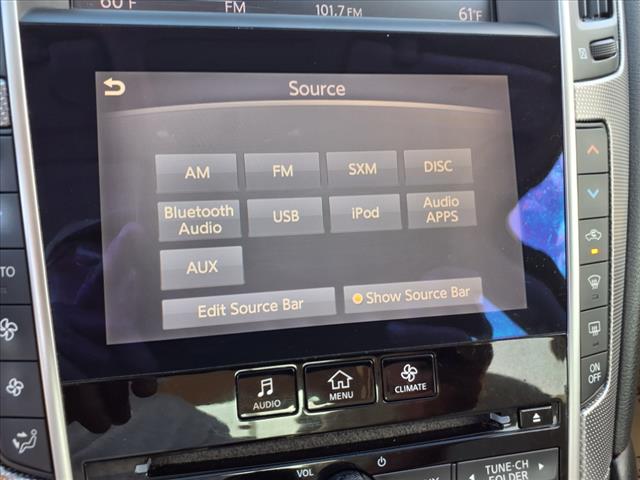 60°F FM 101.7 FM 61°F
Source
AM FM SXM DISC
Bluetooth Audio USB iPod Audio APPS
AUX
Edit Source Bar Show Source Bar
AUDIO MENU CLIMATE
ON
OFF
VOL
TUNE·CH
FOLDER